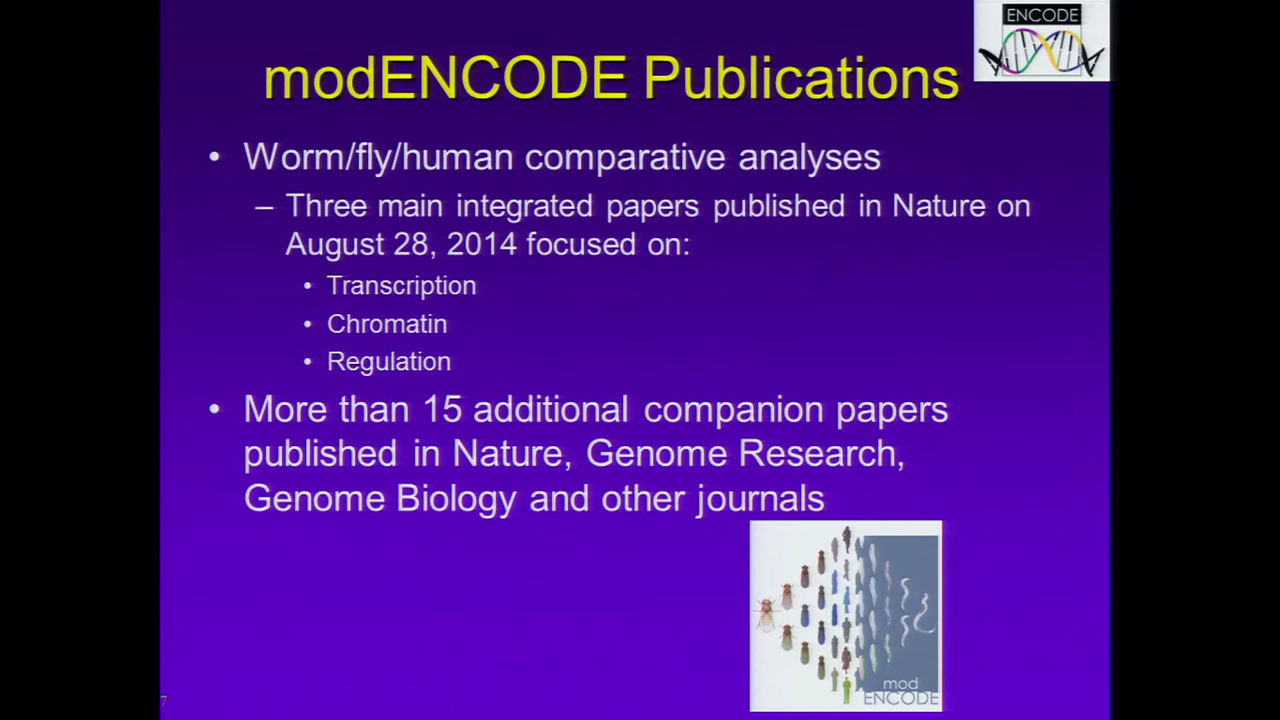 ENCODE
modENCODE Publications
• Worm/fly/human comparative analyses
– Three main integrated papers published in Nature on
August 28, 2014 focused on:
• Transcription
• Chromatin
• Regulation
• More than 15 additional companion papers
published in Nature, Genome Research,
Genome Biology and other journals
mod
ENCODE
7